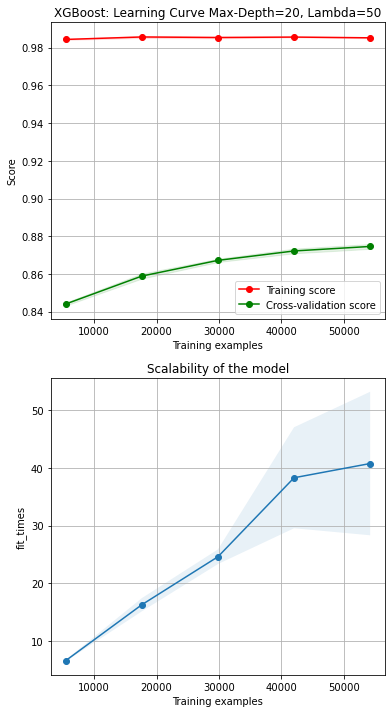 XGBoost: Learning Curve Max-Depth=20, Lambda=50
0.98
0.96
0.94
0.92
0.90
0.88
0.86
0.84
Score
Training score
Cross-validation score
10000 20000 30000 40000 50000
Training examples
Scalability of the model
50
40
30
20
10
fit_times
10000 20000 30000 40000 50000
Training examples